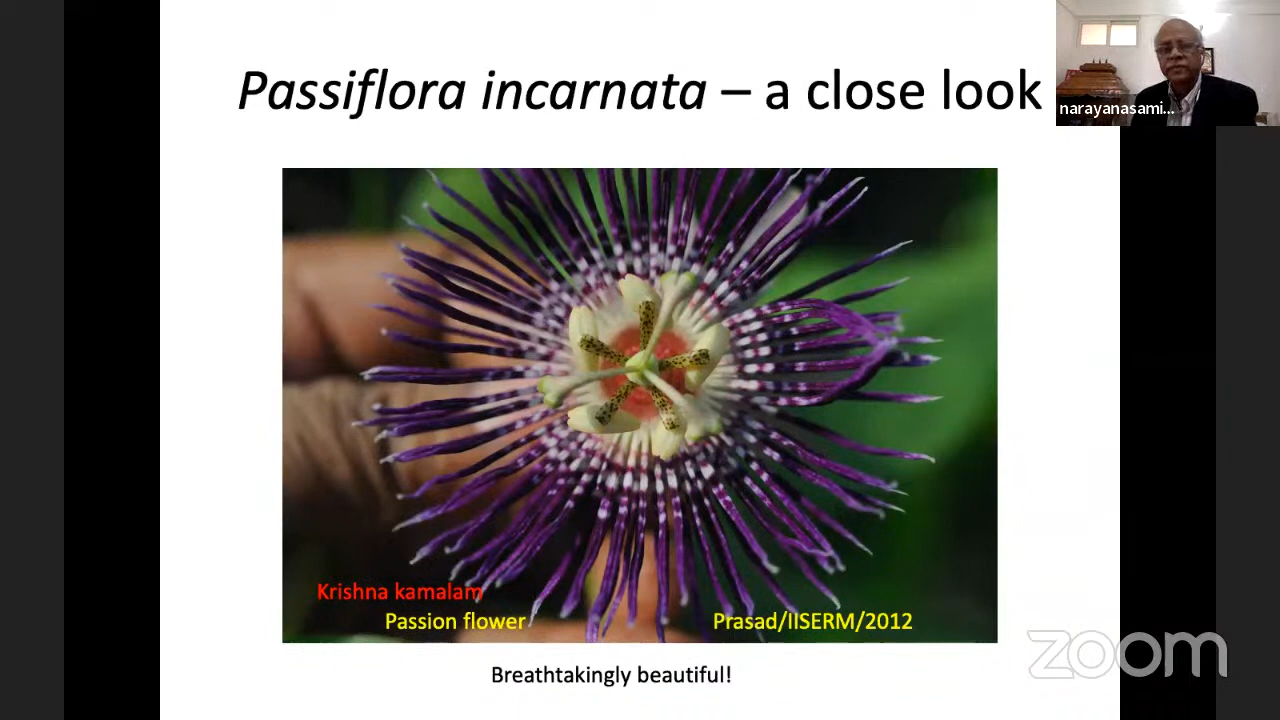 Passiflora incarnata – a close look
narayanasami...
Krishna kamalam
Passion flower
Prasad/IISERM/2012
Breathtakingly beautiful!
zoom